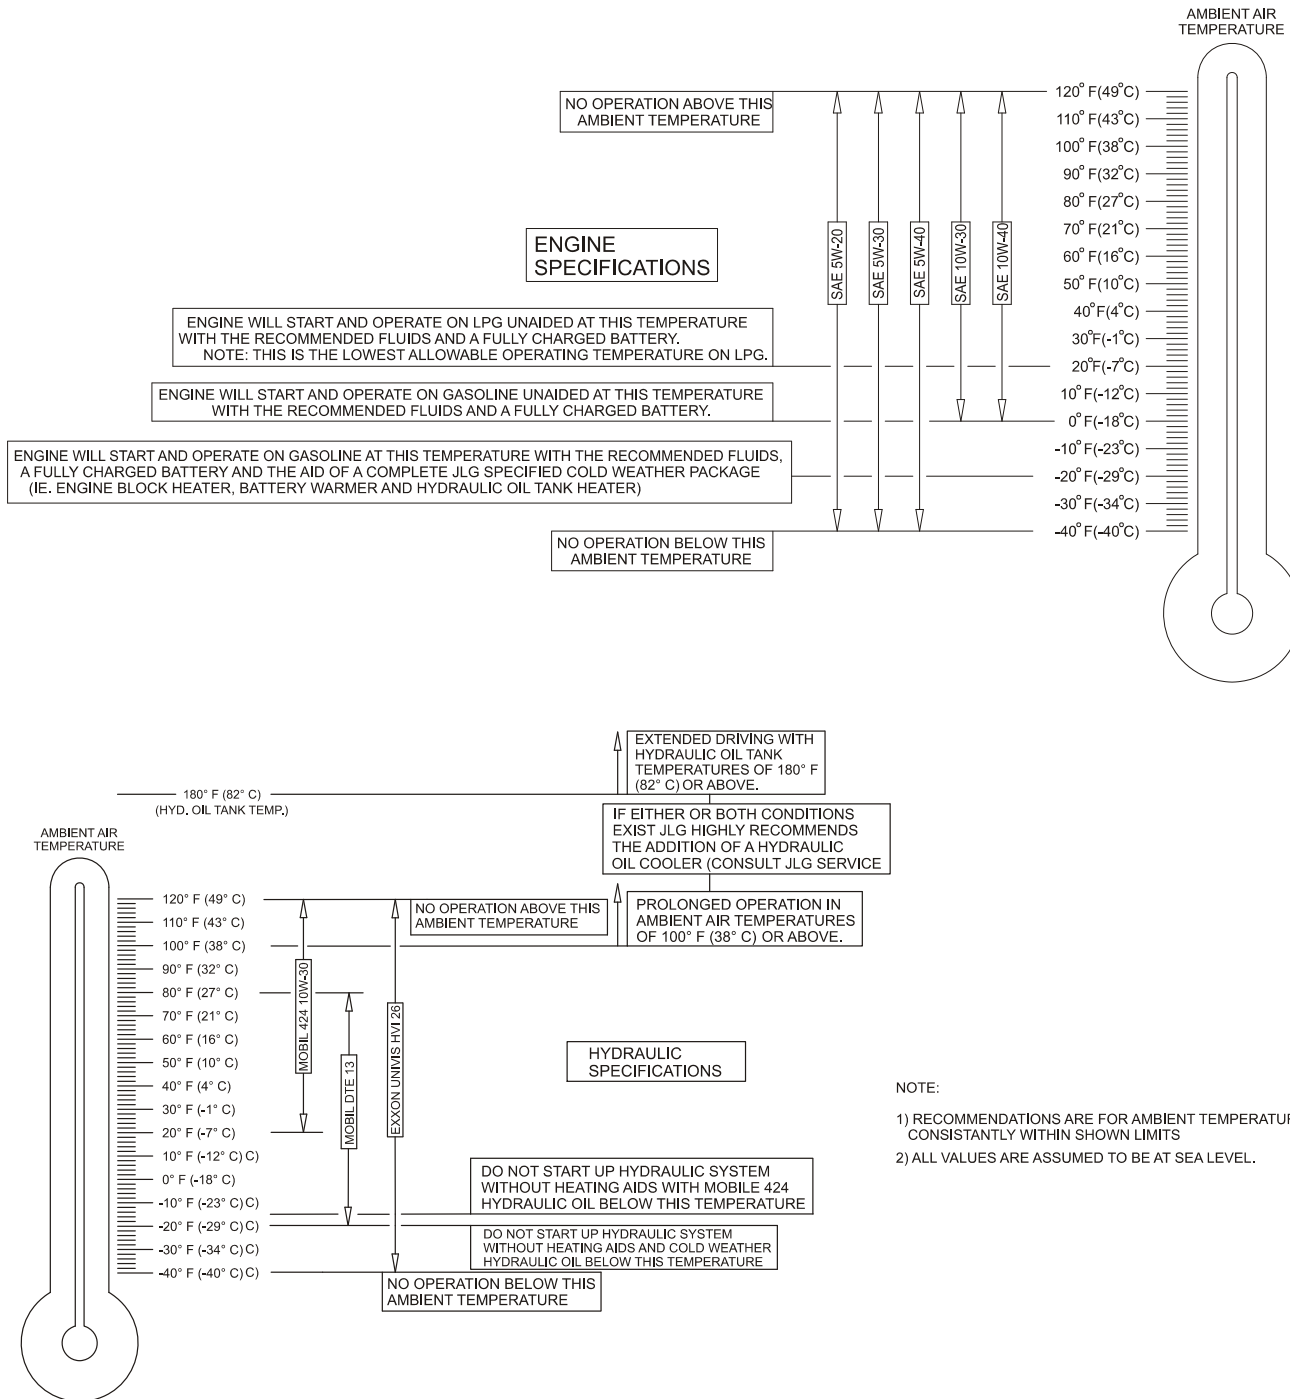 AMBIENT AIR
TEMPERATURE
NO OPERATION ABOVE THIS
AMBIENT TEMPERATURE
120° F(49°C)
110° F(43°C)
100° F(38°C)
90° F(32°C)
80° F(27°C)
70° F(21°C)
60° F(16°C)
50° F(10°C)
40°F(4°C)
30°F(-1°C)
20°F(-7°C)
10°F(-12°C)
0°F(-18°C)
-10°F(-23°C)
-20°F(-29°C)
-30°F(-34°C)
-40°F(-40°C)
SAE 5W-20
SAE 5W-30
SAE 5W-40
SAE 10W-30
SAE 10W-40
ENGINE
SPECIFICATIONS
ENGINE WILL START AND OPERATE ON LPG UNAIDED AT THIS TEMPERATURE
WITH THE RECOMMENDED FLUIDS AND A FULLY CHARGED BATTERY.
NOTE: THIS IS THE LOWEST ALLOWABLE OPERATING TEMPERATURE ON LPG.
ENGINE WILL START AND OPERATE ON GASOLINE UNAIDED AT THIS TEMPERATURE
WITH THE RECOMMENDED FLUIDS AND A FULLY CHARGED BATTERY.
ENGINE WILL START AND OPERATE ON GASOLINE AT THIS TEMPERATURE WITH THE RECOMMENDED FLUIDS,
A FULLY CHARGED BATTERY AND THE AID OF A COMPLETE JLG SPECIFIED COLD WEATHER PACKAGE
(IE. ENGINE BLOCK HEATER, BATTERY WARMER AND HYDRAULIC OIL TANK HEATER)
NO OPERATION BELOW THIS
AMBIENT TEMPERATURE
EXTENDED DRIVING WITH
HYDRAULIC OIL TANK
TEMPERATURES OF 180° F
(82° C) OR ABOVE.
180° F (82° C)
(HYD. OIL TANK TEMP.)
IF EITHER OR BOTH CONDITIONS
EXIST JLG HIGHLY RECOMMENDS
THE ADDITION OF A HYDRAULIC
OIL COOLER (CONSULT JLG SERVICE
AMBIENT AIR
TEMPERATURE
PROLONGED OPERATION IN
AMBIENT AIR TEMPERATURES
OF 100° F (38° C) OR ABOVE.
NO OPERATION ABOVE THIS
AMBIENT TEMPERATURE
120° F (49° C)
110° F (43° C)
100° F (38° C)
90° F (32° C)
80° F (27° C)
70° F (21° C)
60° F (16° C)
50° F (10° C)
40° F (4° C)
30° F (-1° C)
20° F (-7° C)
10° F (-12° C) C)
0° F (-18° C)
-10° F (-23° C) C)
-20° F (-29° C) C)
-30° F (-34° C) C)
-40° F (-40° C) C)
MOBIL 424 10W-30
MOBIL DTE 13
EXXON UNIVIS HVI 26
HYDRAULIC
SPECIFICATIONS
NOTE:
1) RECOMMENDATIONS ARE FOR AMBIENT TEMPERATU
CONSISTANTLY WITHIN SHOWN LIMITS
2) ALL VALUES ARE ASSUMED TO BE AT SEA LEVEL.
DO NOT START UP HYDRAULIC SYSTEM
WITHOUT HEATING AIDS WITH MOBILE 424
HYDRAULIC OIL BELOW THIS TEMPERATURE
DO NOT START UP HYDRAULIC SYSTEM
WITHOUT HEATING AIDS AND COLD WEATHER
HYDRAULIC OIL BELOW THIS TEMPERATURE
NO OPERATION BELOW THIS
AMBIENT TEMPERATURE